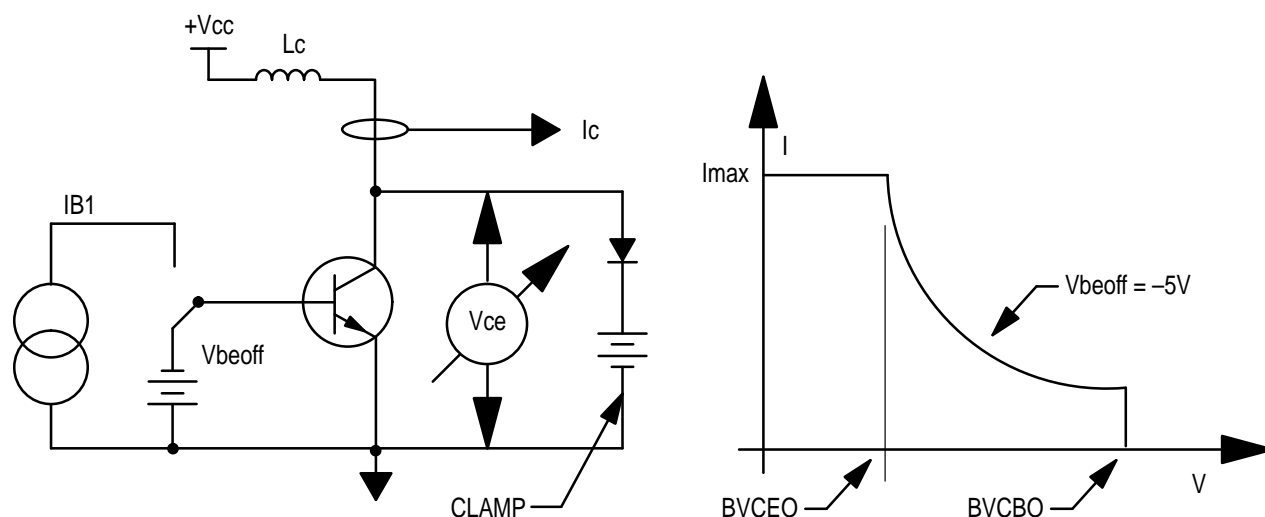 +Vcc
Lc
Ic
IB1
Vbeoff
Vce
CLAMP
I
Imax
Vbeoff = –5V
BVCEO
BVCBO
V